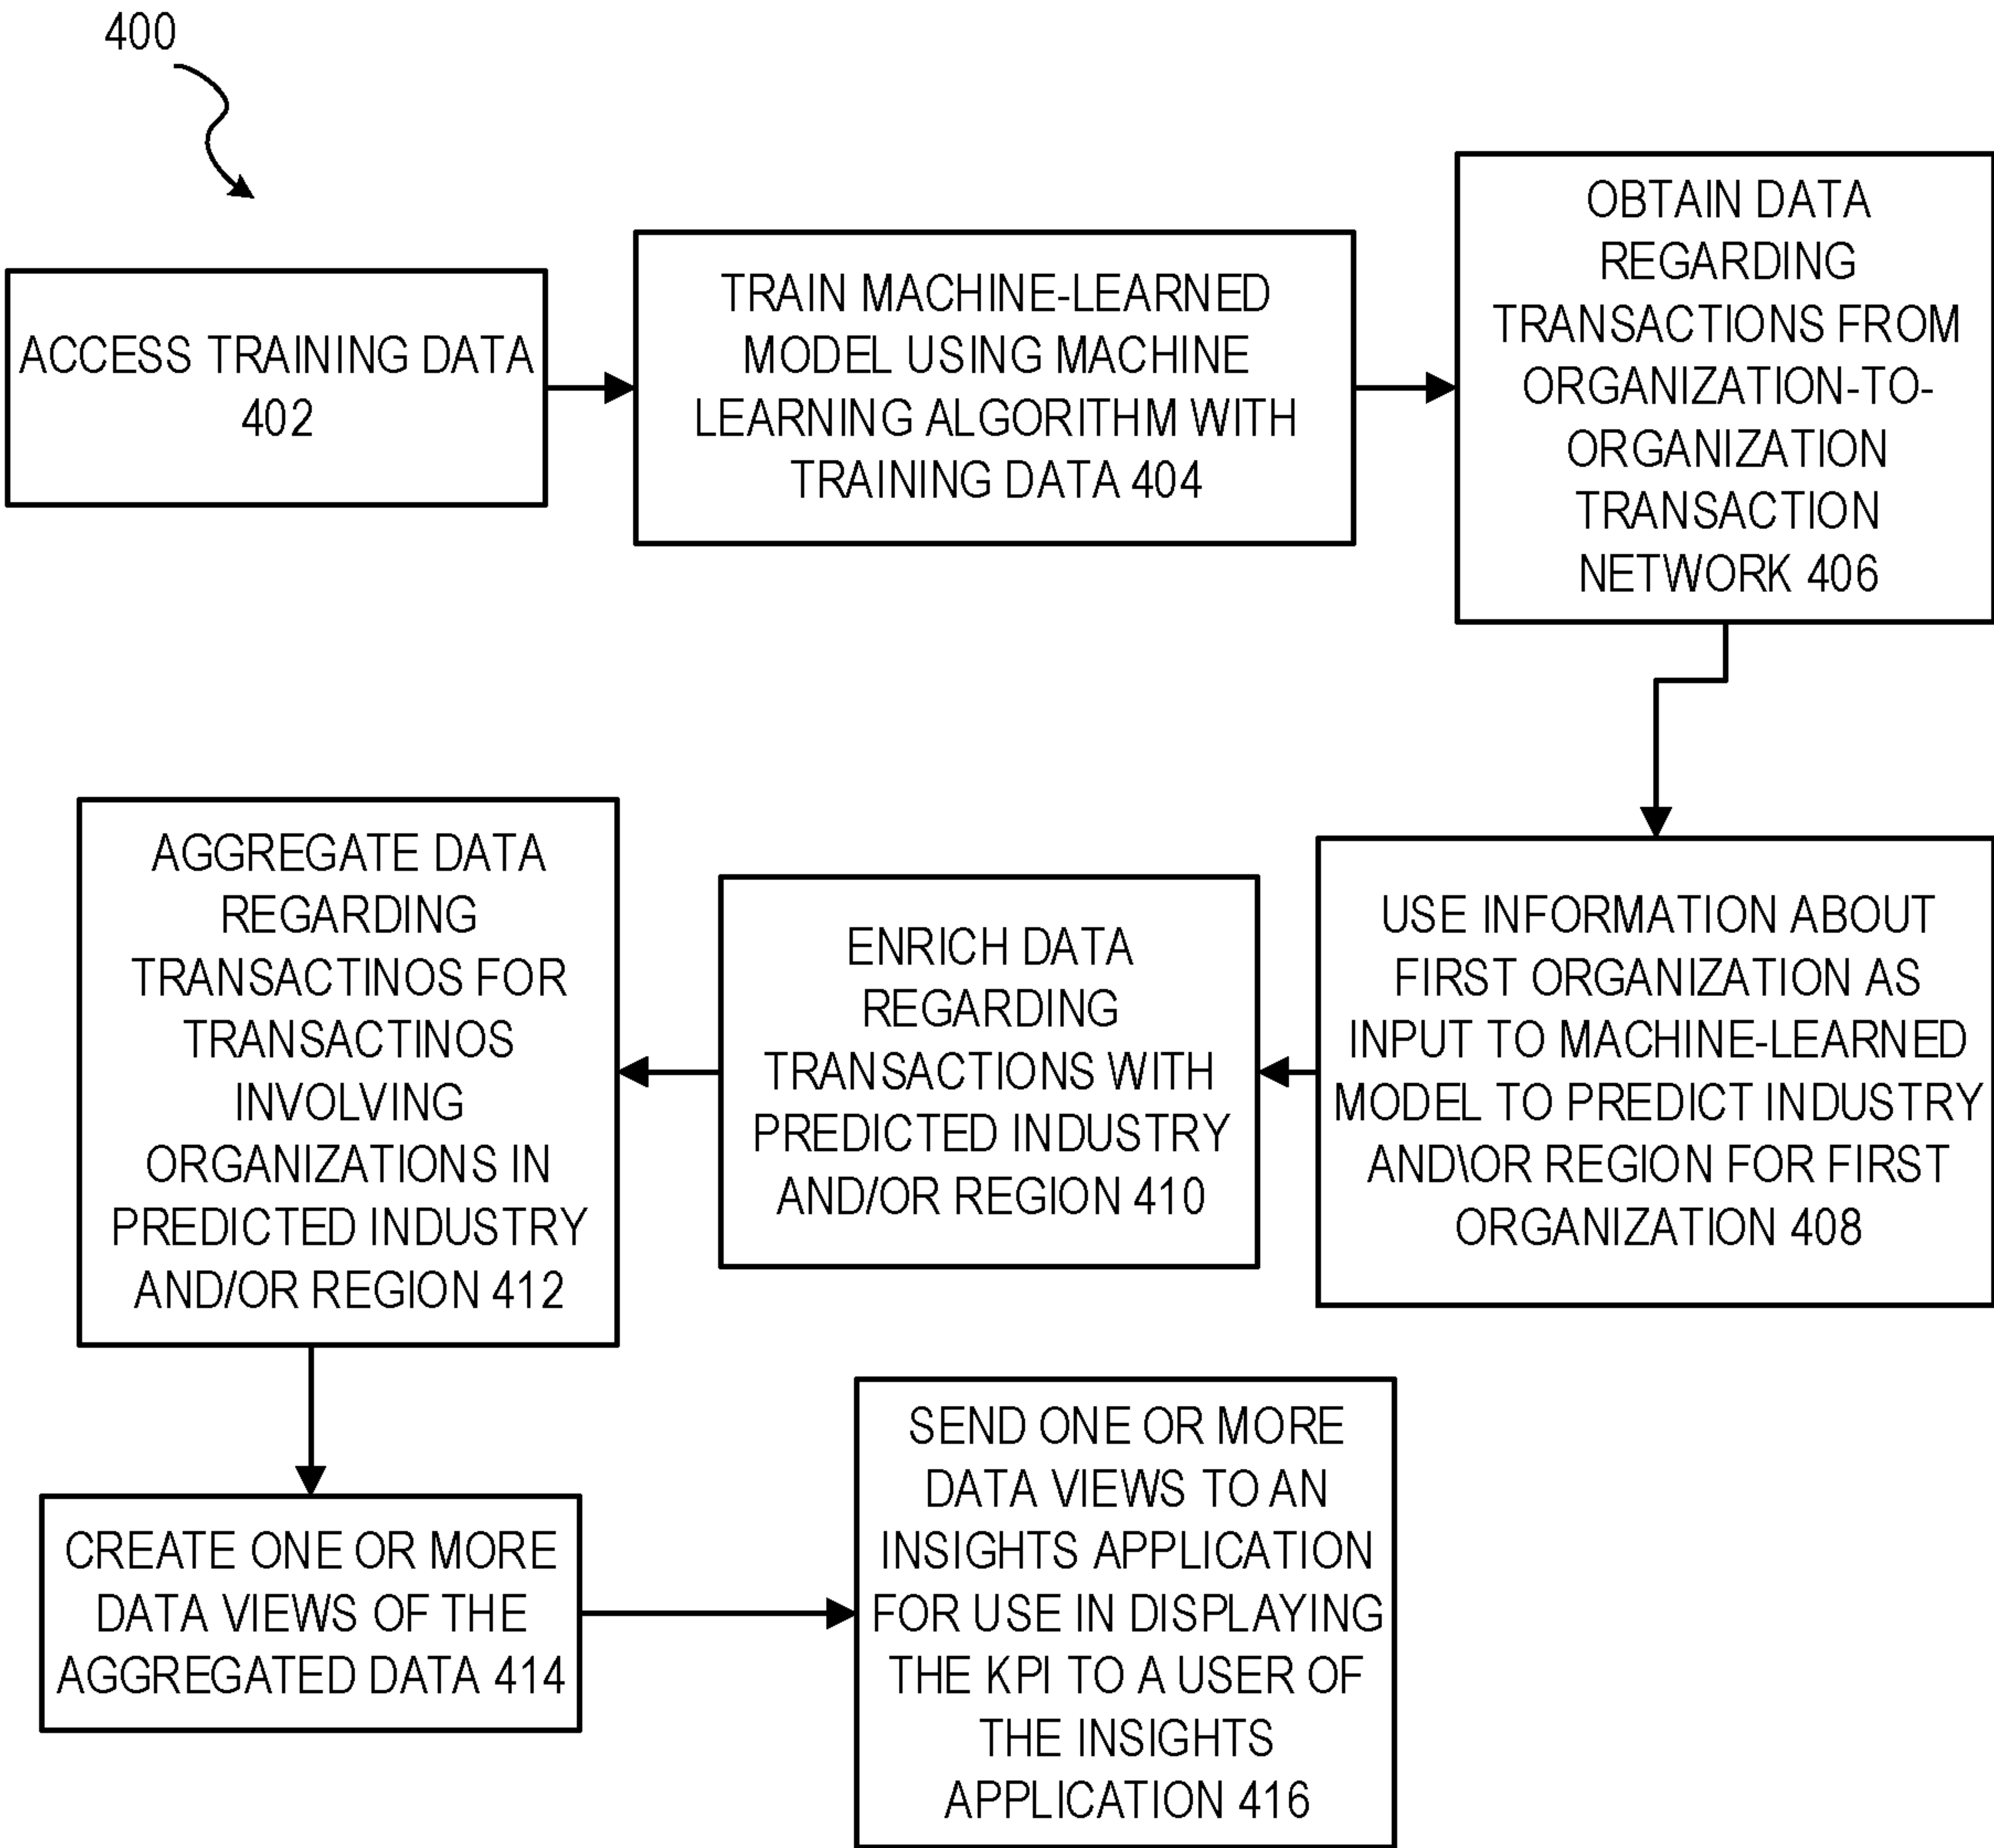 400
ACCESS TRAINING DATA
402
TRAIN MACHINE-LEARNED
MODEL USING MACHINE
LEARNING ALGORITHM WITH
TRAINING DATA 404
OBTAIN DATA
REGARDING
TRANSACTIONS FROM
ORGANIZATION-TO-
ORGANIZATION
TRANSACTION
NETWORK 406
USE INFORMATION ABOUT
FIRST ORGANIZATION AS
INPUT TO MACHINE-LEARNED
MODEL TO PREDICT INDUSTRY
AND\OR REGION FOR FIRST
ORGANIZATION 408
ENRICH DATA
REGARDING
TRANSACTIONS WITH
PREDICTED INDUSTRY
AND/OR REGION 410
AGGREGATE DATA
REGARDING
TRANSACTINOS FOR
TRANSACTINOS
INVOLVING
ORGANIZATIONS IN
PREDICTED INDUSTRY
AND/OR REGION 412
CREATE ONE OR MORE
DATA VIEWS OF THE
AGGREGATED DATA 414
SEND ONE OR MORE
DATA VIEWS TO AN
INSIGHTS APPLICATION
FOR USE IN DISPLAYING
THE KPI TO A USER OF
THE INSIGHTS
APPLICATION 416